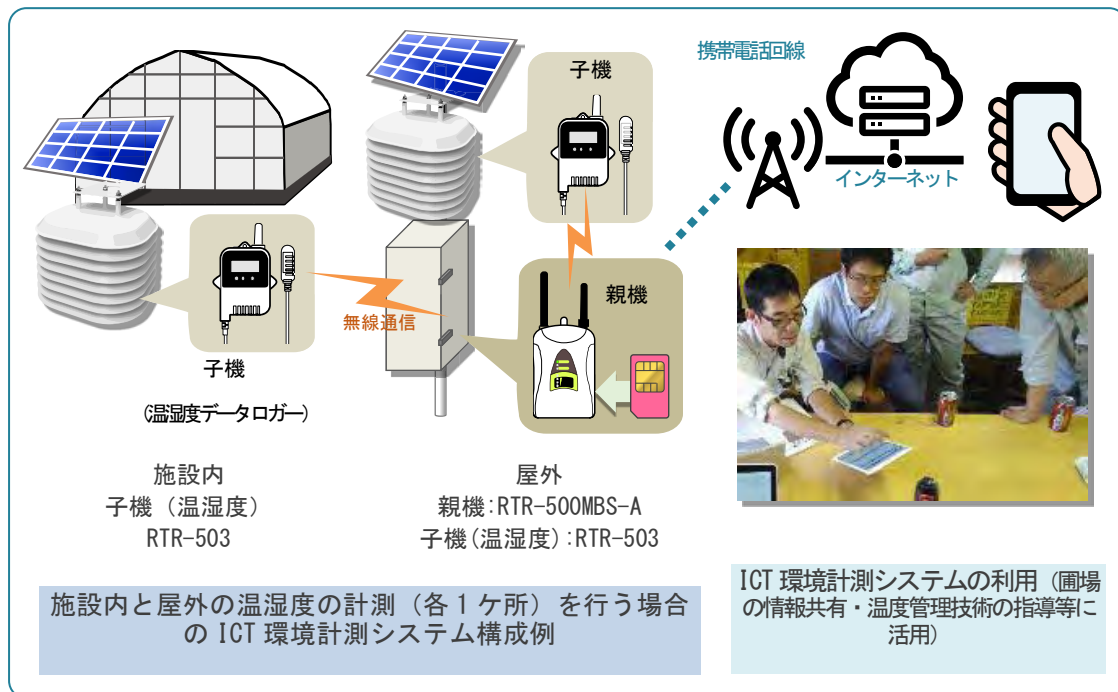 子機
携帯電話回線
インターネット
親機
無線通信
子機
(温湿度データロガー)
施設内
子機（温湿度）
RTR-503
屋外
親機:RTR-500MBS-A
子機(温湿度):RTR-503
施設内と屋外の温湿度の計測（各１ケ所）を行う場合
の ICT 環境計測システム構成例
ICT 環境計測システムの利用（圃場
の情報共有・温度管理技術の指導等に
活用）